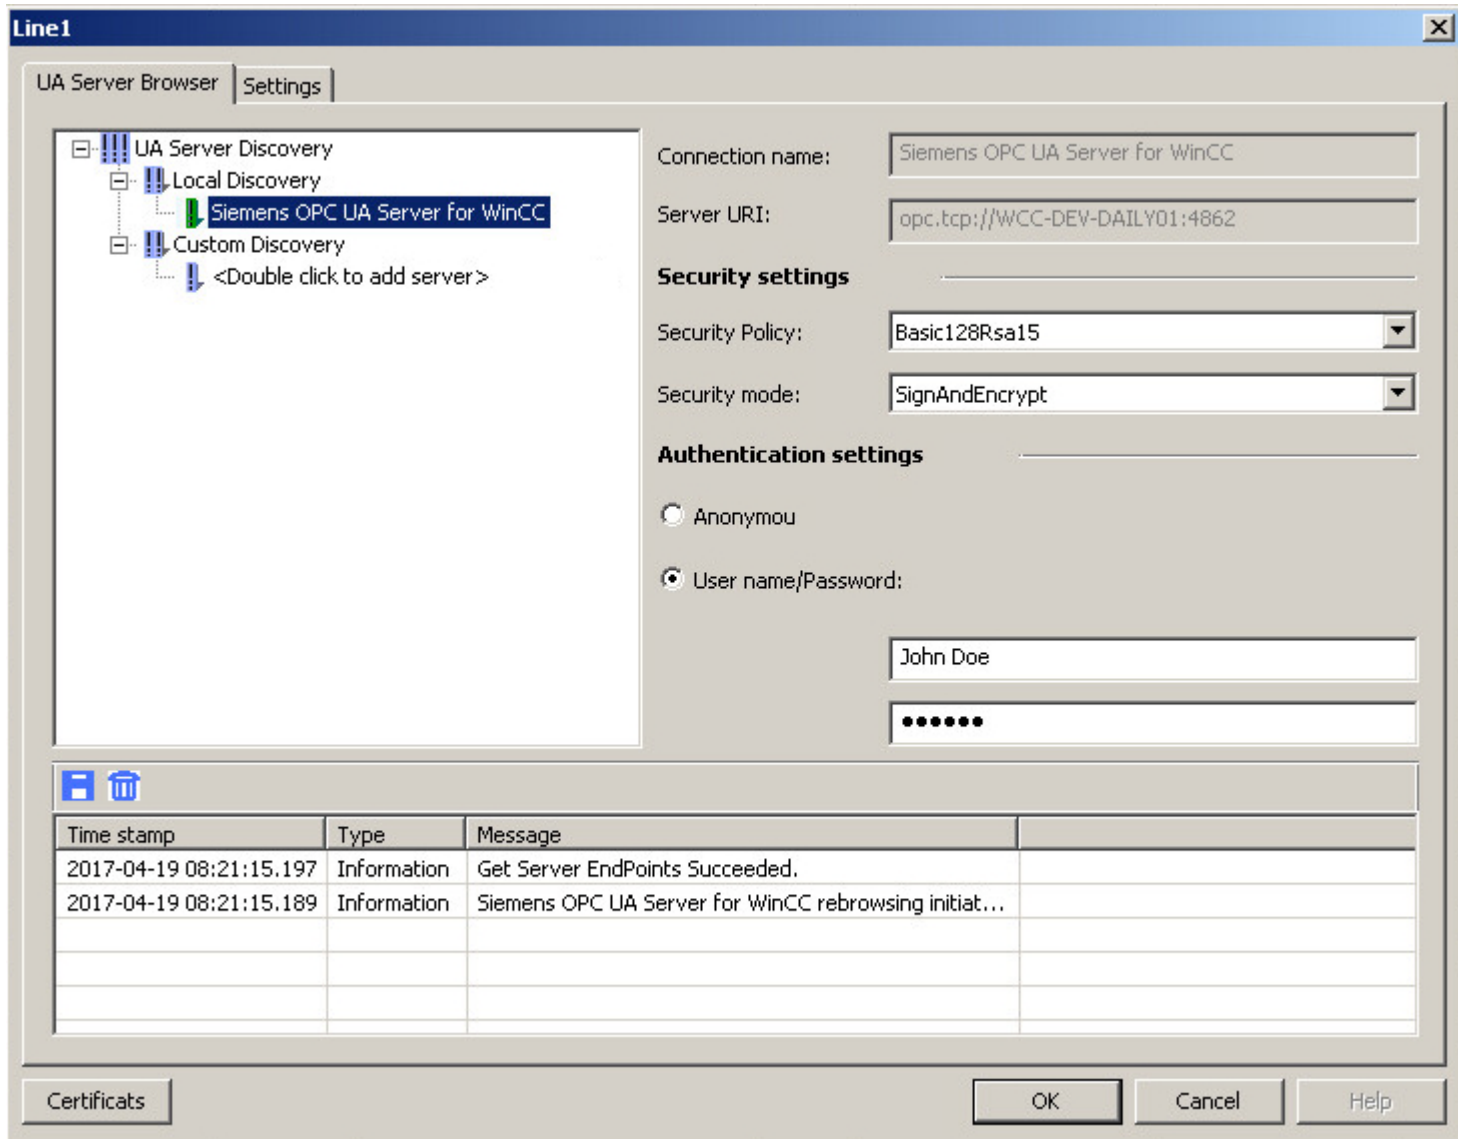 Line1
UA Server Browser
Settings
UA Server Discovery
Local Discovery
Siemens OPC UA Server for WinCC
Custom Discovery
<Double click to add server>
Connection name:
Siemens OPC UA Server for WinCC
Server URI:
opc.tcp://WCC-DEV-DAILY01:4862
Security settings
Security Policy:
Basic128Rsa15
Security mode:
SignAndEncrypt
Authentication settings
Anonymou
User name/Password:
John Doe
●●●●●●
Time stamp Type Message
2017-04-19 08:21:15.197 Information Get Server EndPoints Succeeded.
2017-04-19 08:21:15.189 Information Siemens OPC UA Server for WinCC rebrowsing initiat...
Certificats
OK
Cancel
Help